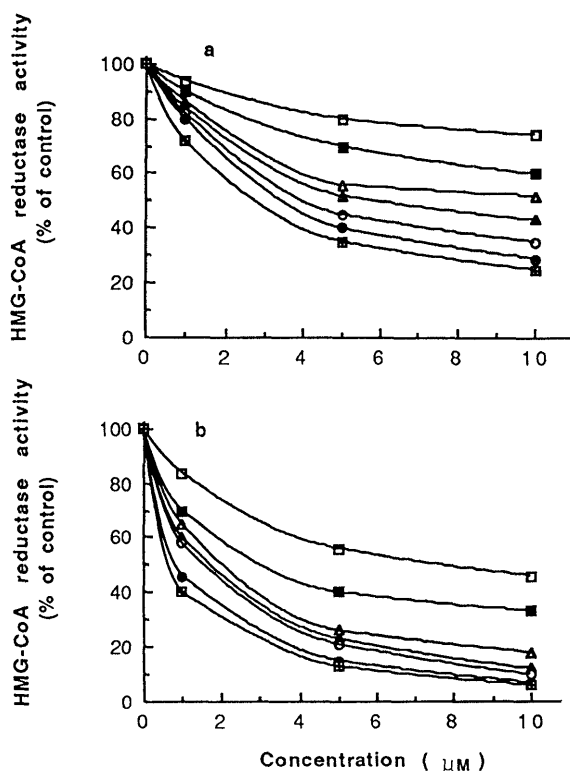 a
HMG-CoA reductase activity
(% of control)
100
80
60
40
20
0
0 2 4 6 8 10
b
HMG-CoA reductase activity
(% of control)
100
80
60
40
20
0
0 2 4 6 8 10
Concentration ( μM )